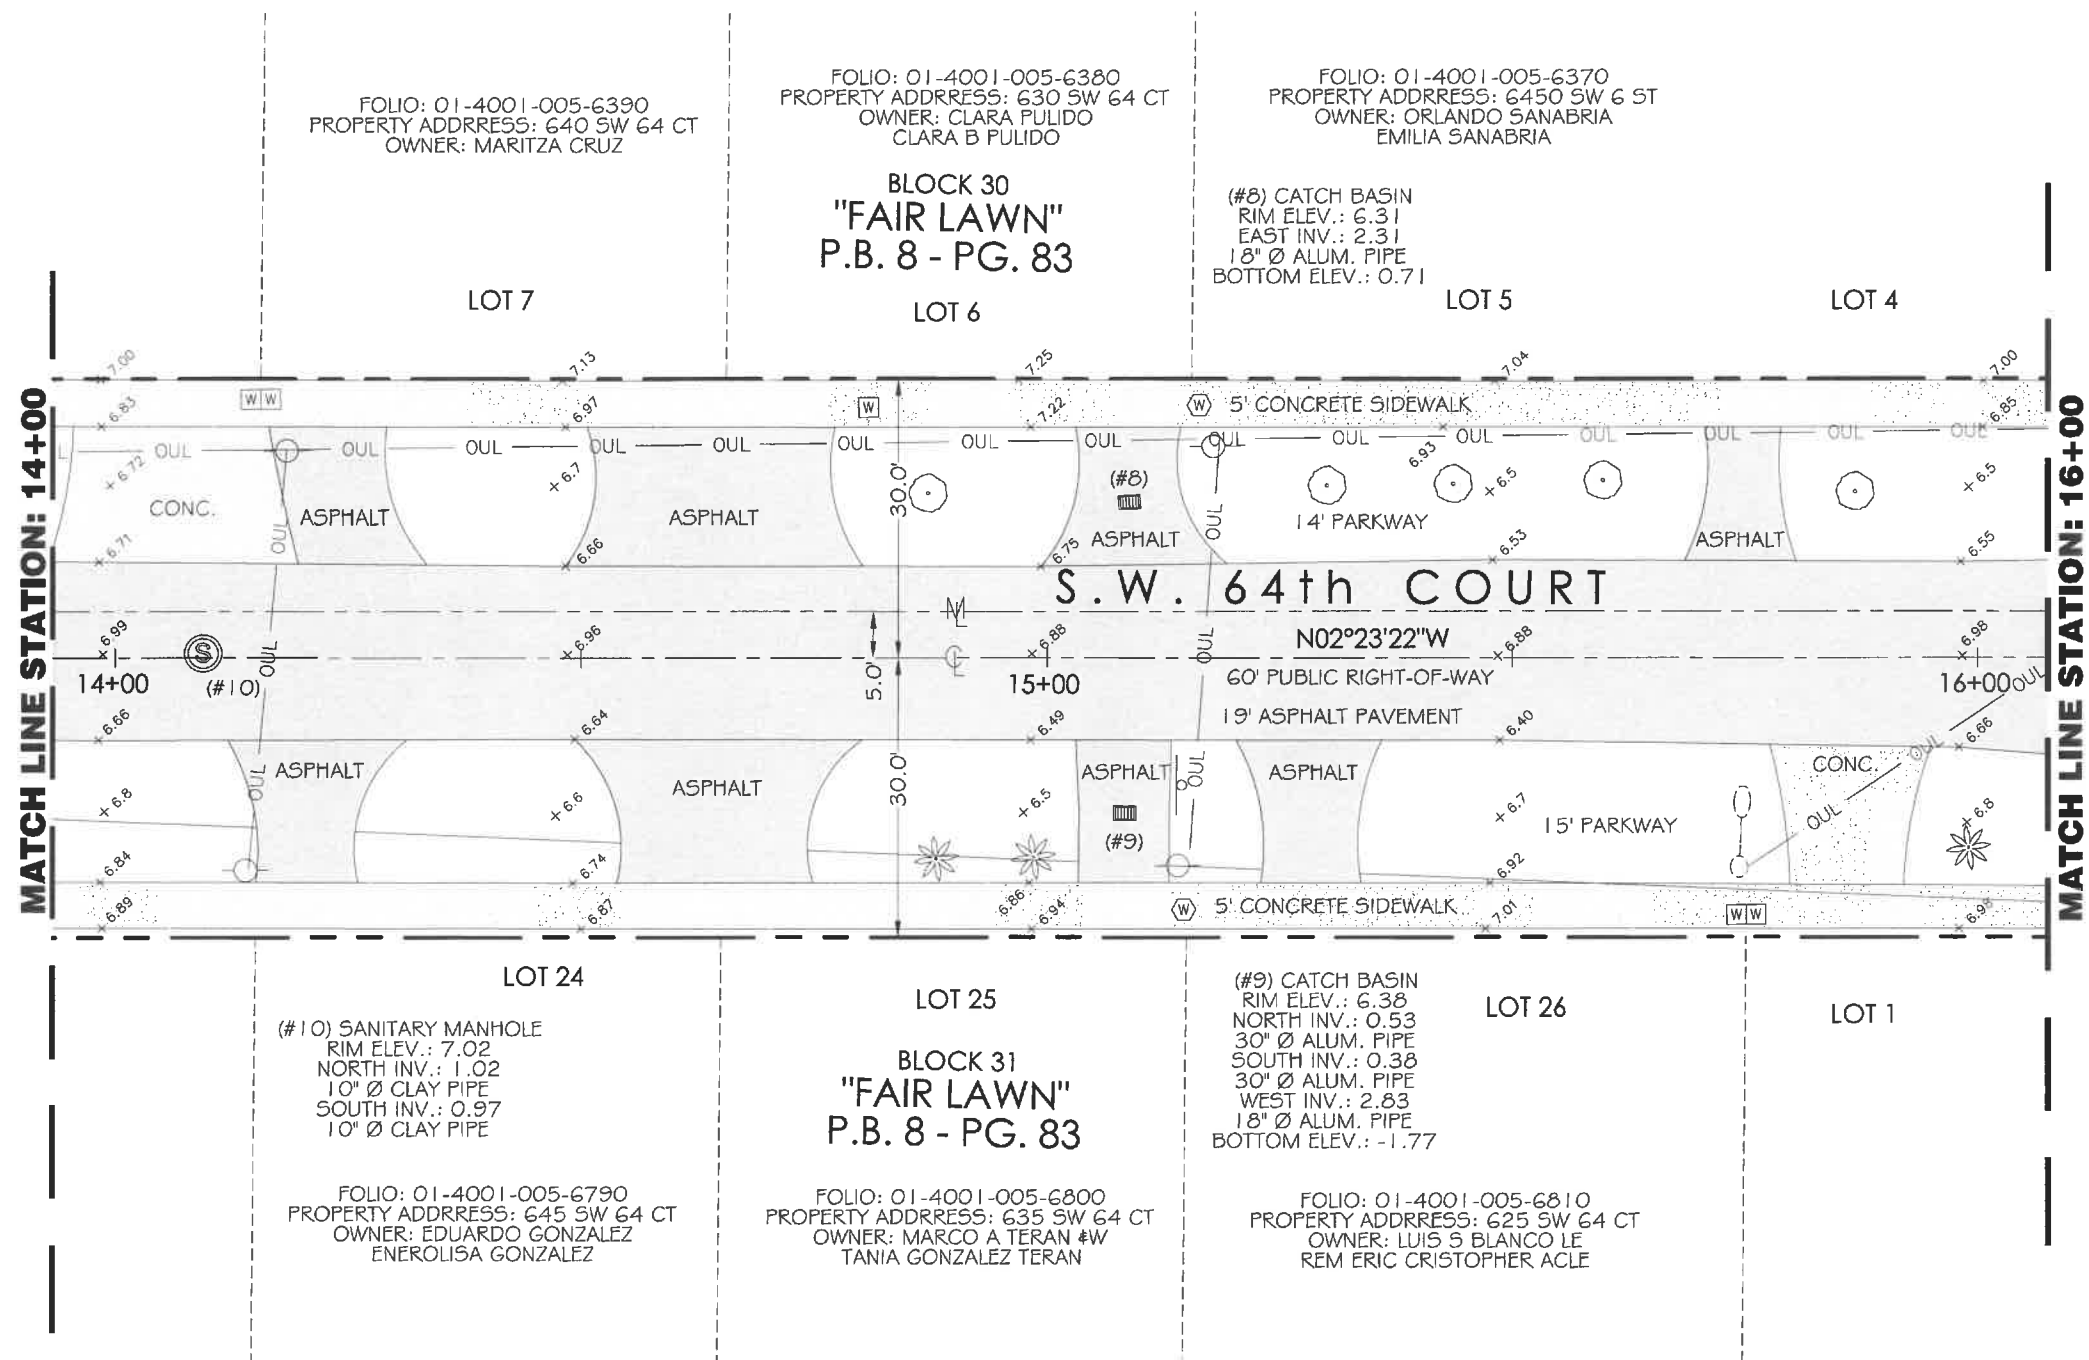 FOLIO: 01-4001-005-6390
PROPERTY ADDRRESS: 640 SW 64 CT
OWNER: MARITZA CRUZ
FOLIO: 01-4001-005-6380
PROPERTY ADDRRESS: 630 SW 64 CT
OWNER: CLARA PULIDO
CLARA B PULIDO
FOLIO: 01-4001-005-6370
PROPERTY ADDRRESS: 6450 SW 6 ST
OWNER: ORLANDO SANABRIA
EMILIA SANABRIA
BLOCK 30
"FAIR LAWN"
P.B. 8 - PG. 83
(#8) CATCH BASIN
RIM ELEV.: 6.31
EAST INV.: 2.31
18" Ø ALUM. PIPE
BOTTOM ELEV.: 0.71
LOT 7
LOT 6
LOT 5
LOT 4
MATCH LINE STATION: 14+00
MATCH LINE STATION: 16+00
7.00
7.13
7.25
7.04
7.00
6.83
W W
6.97
W
7.22
W
5' CONCRETE SIDEWALK
6.85
OUL OUL OUL OUL OUL OUL OUL OUL OUL OUL OUL OUL OUL OUL OUL
6.72
6.7
6.93
6.5
6.5
CONC.
ASPHALT
ASPHALT
30.0'
(#8)
ASPHALT
OUL
OUL
14' PARKWAY
ASPHALT
6.71
6.66
6.75
6.53
6.55
S.W. 64th COURT
M
L
N02°23'22"W
6.99
S
OUL
6.96
5.0'
C
L
6.88
OUL
6.88
6.98
14+00
(#10)
15+00
60' PUBLIC RIGHT-OF-WAY
16+00
OUL
19' ASPHALT PAVEMENT
6.66
6.64
6.49
6.40
6.66
OUL
ASPHALT
ASPHALT
30.0'
ASPHALT
OUL
ASPHALT
CONC.
OUL
OUL
6.8
6.6
6.5
(#9)
6.7
15' PARKWAY
6.8
6.84
6.74
6.86
6.92
6.89
6.87
6.94
W
5' CONCRETE SIDEWALK
7.01
W W
6.98
LOT 24
LOT 25
LOT 26
LOT 1
(#10) SANITARY MANHOLE
RIM ELEV.: 7.02
NORTH INV.: 1.02
10" Ø CLAY PIPE
SOUTH INV.: 0.97
10" Ø CLAY PIPE
BLOCK 31
"FAIR LAWN"
P.B. 8 - PG. 83
(#9) CATCH BASIN
RIM ELEV.: 6.38
NORTH INV.: 0.53
30" Ø ALUM. PIPE
SOUTH INV.: 0.38
30" Ø ALUM. PIPE
WEST INV.: 2.83
18" Ø ALUM. PIPE
BOTTOM ELEV.: -1.77
FOLIO: 01-4001-005-6790
PROPERTY ADDRRESS: 645 SW 64 CT
OWNER: EDUARDO GONZALEZ
ENEROLISA GONZALEZ
FOLIO: 01-4001-005-6800
PROPERTY ADDRRESS: 635 SW 64 CT
OWNER: MARCO A TERAN &W
TANIA GONZALEZ TERAN
FOLIO: 01-4001-005-6810
PROPERTY ADDRRESS: 625 SW 64 CT
OWNER: LUIS S BLANCO LE
REM ERIC CRISTOPHER ACLE